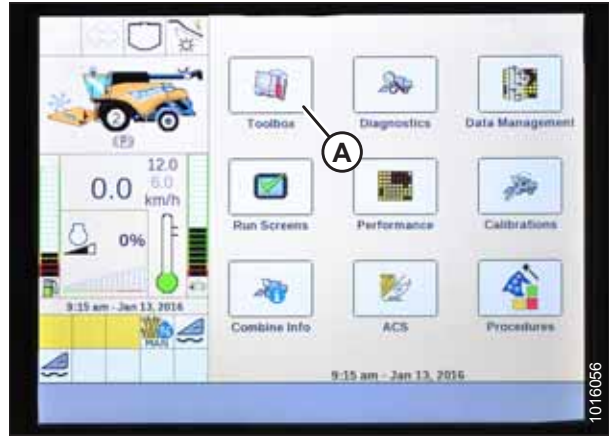 Toolbox
Diagnostics
Data Management
A
2
(P)
12.0
0.0
6.0
km/h
Run Screens
Performance
Calibrations
0%
9:15 am - Jan 13, 2016
MAN
Combine Info
ACS
Procedures
9:15 am - Jan 13, 2016
1016056